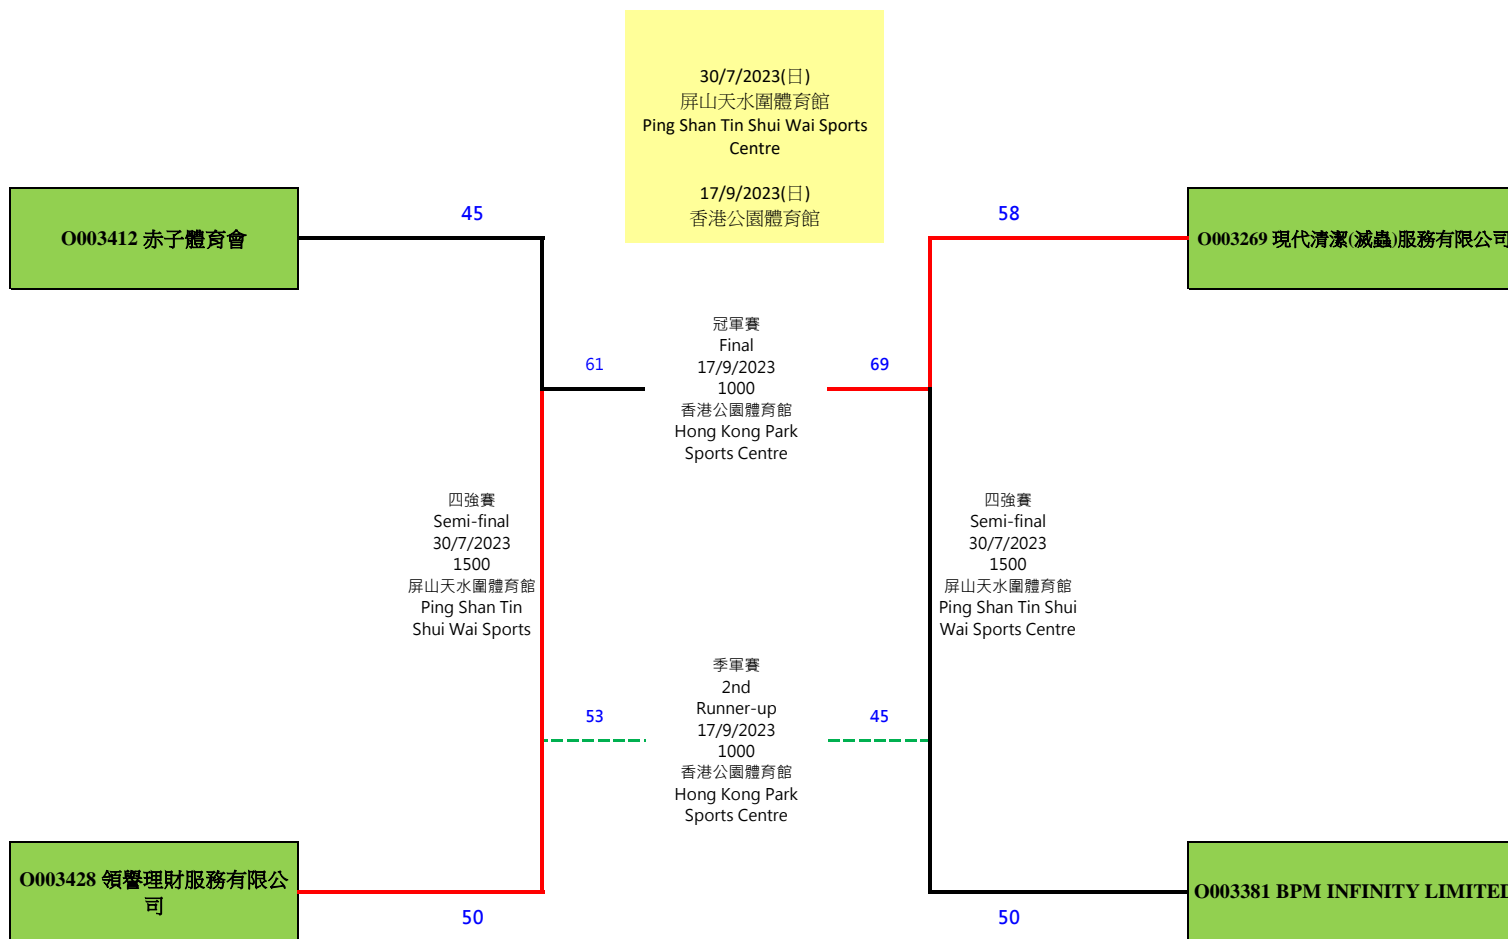 30/7/2023(日)
屏山天水圍體育館
Ping Shan Tin Shui Wai Sports
Centre
17/9/2023(日)
香港公園體育館
45
58
O003412 赤子體育會
O003269 現代清潔(滅蟲)服務有限公司
61
冠軍賽
Final
17/9/2023
1000
香港公園體育館
Hong Kong Park
Sports Centre
69
四強賽
Semi-final
30/7/2023
1500
屏山天水圍體育館
Ping Shan Tin
Shui Wai Sports
四強賽
Semi-final
30/7/2023
1500
屏山天水圍體育館
Ping Shan Tin Shui
Wai Sports Centre
53
季軍賽
2nd
Runner-up
17/9/2023
1000
香港公園體育館
Hong Kong Park
Sports Centre
45
O003428 領譽理財服務有限公
司
O003381 BPM INFINITY LIMITED
50
50